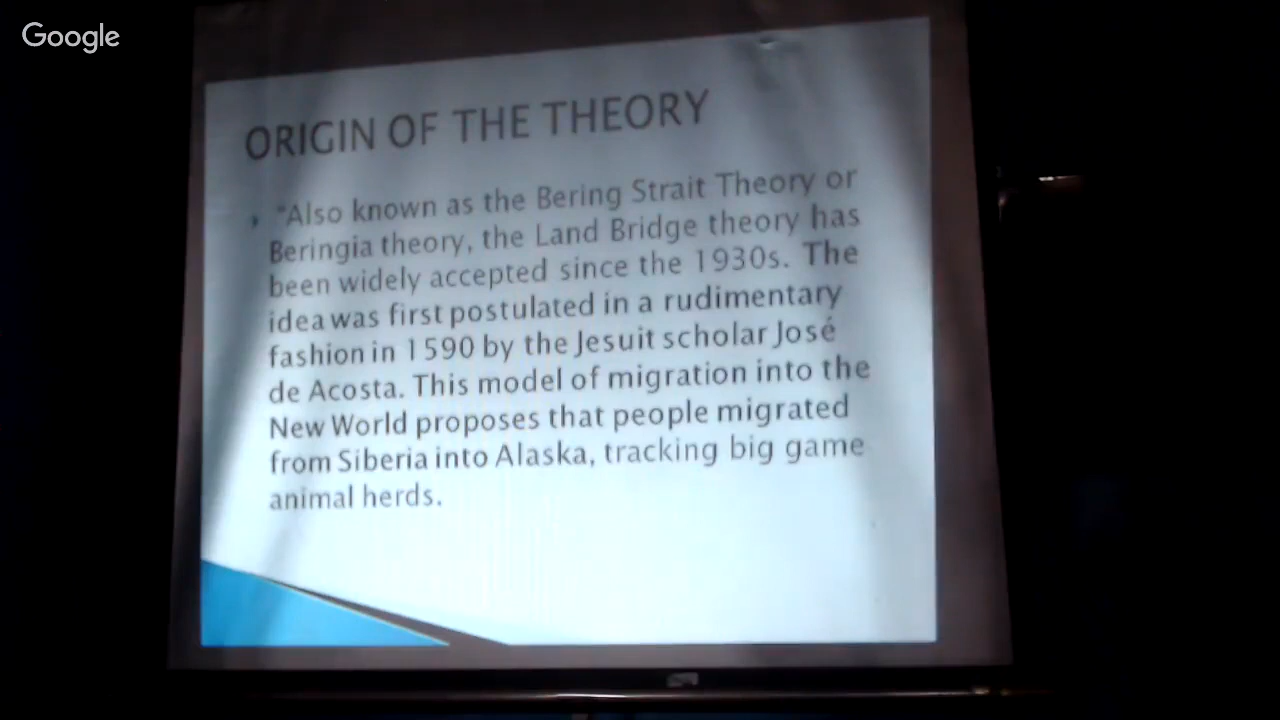 Google
ORIGIN OF THE THEORY
"Also known as the Bering Strait Theory or
Beringia theory, the Land Bridge theory has
been widely accepted since the 1930s. The
idea was first postulated in a rudimentary
fashion in 1590 by the Jesuit scholar José
de Acosta. This model of migration into the
New World proposes that people migrated
from Siberia into Alaska, tracking big game
animal herds.